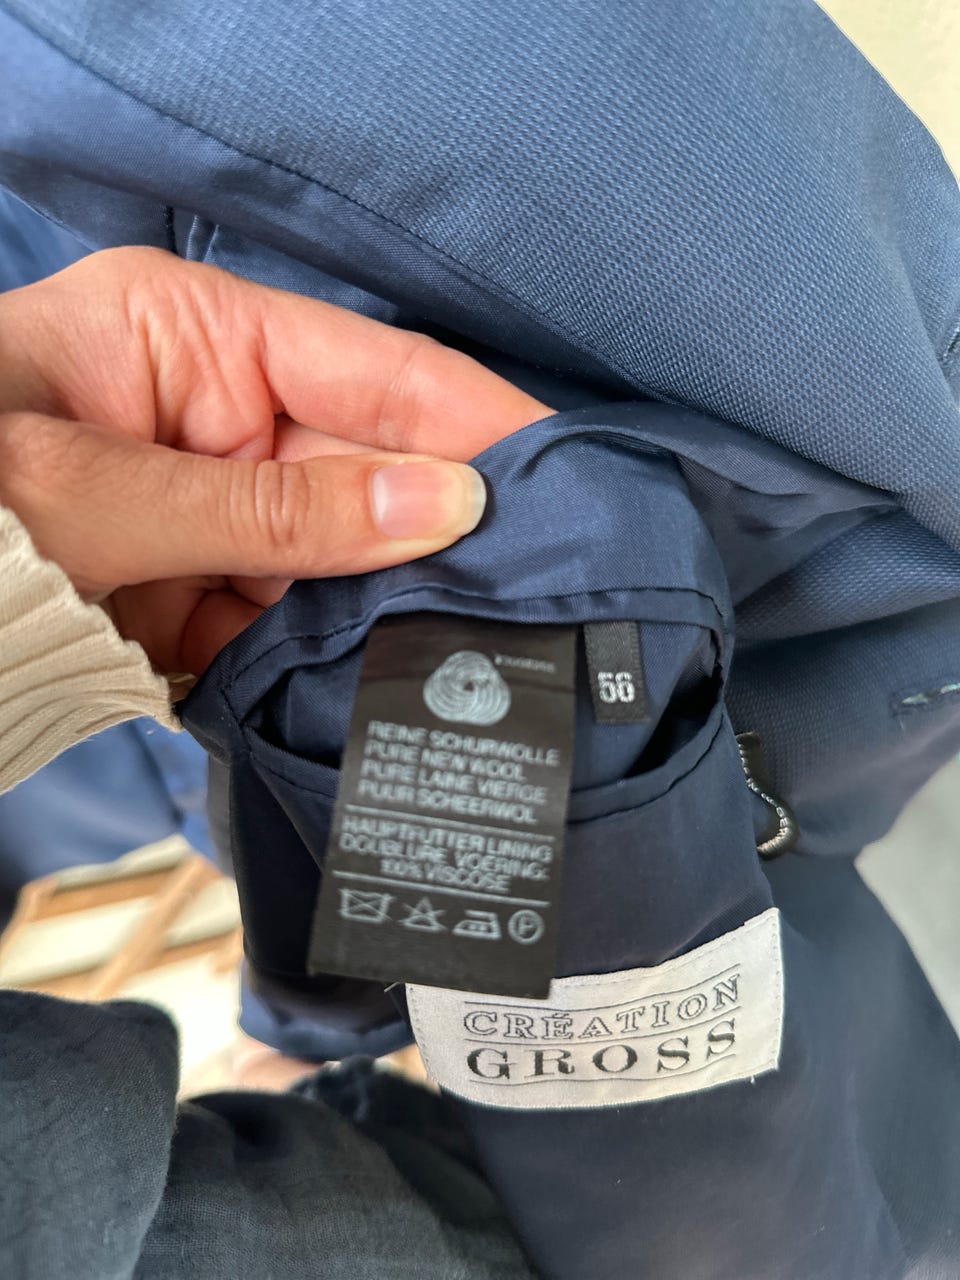 WOOLMARK
56
REINE SCHURWOLLE
PURE NEW WOOL
PURE LAINE VIERGE
PUUR SCHEERWOL
HAUPTFUTTER LINING
DOUBLURE VOERING:
100% VISCOSE
P
CRÉATION
GROSS